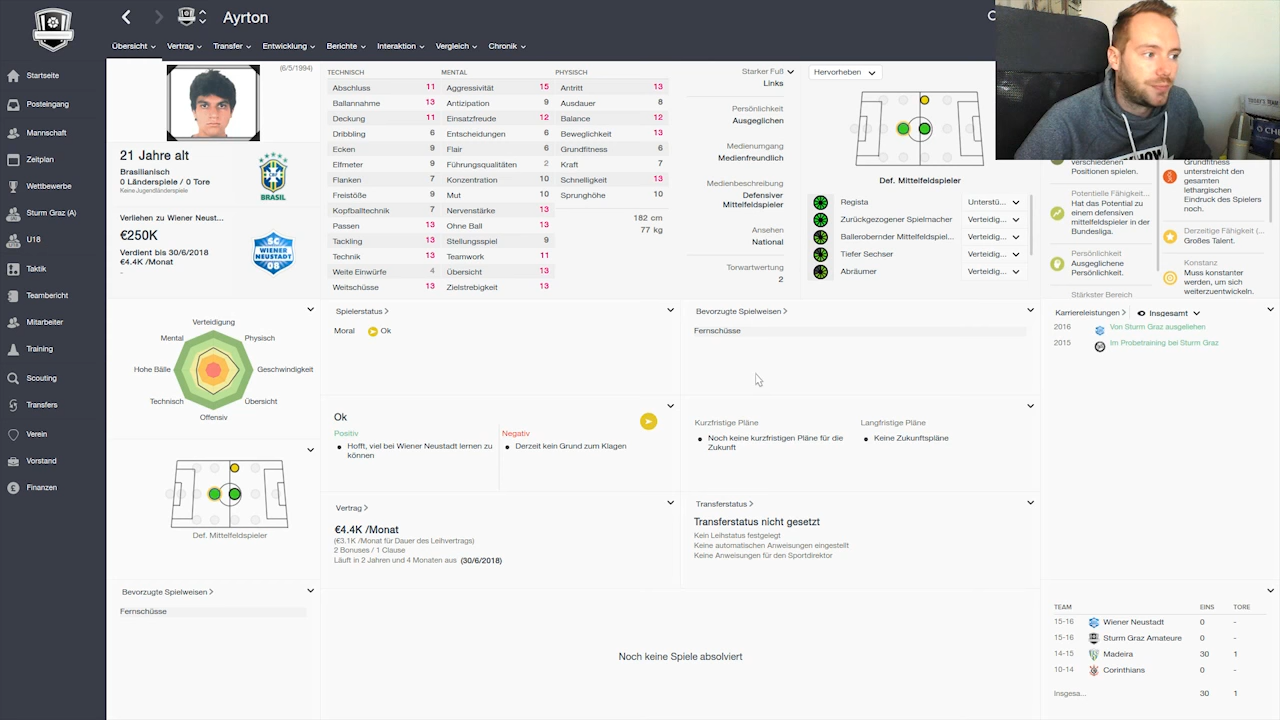 Ayrton
Übersicht Vertrag Transfer Entwicklung Berichte Interaktion Vergleich Chronik
Startseite
Posteingang
Mannschaft
Zeitplan
Wettbewerbe
Sturm Graz (A)
U18
Taktik
Teambericht
Mitarbeiter
Training
Scouting
Transfers
Verein
Vorstand
Finanzen
(6/5/1994)
21 Jahre alt
Brasilianisch
0 Länderspiele / 0 Tore
Keine Jugendländerspiele
BRASIL
Verliehen zu Wiener Neust...
€250K
Verdient bis 30/6/2018
€4.4K /Monat
-
SC
WIENER
NEUSTADT
TECHNISCH MENTAL PHYSISCH
Abschluss 11 Aggressivität 15 Antritt 13
Ballannahme 13 Antizipation 9 Ausdauer 8
Deckung 11 Einsatzfreude 12 Balance 12
Dribbling 6 Entscheidungen 6 Beweglichkeit 13
Ecken 9 Flair 6 Grundfitness 6
Elfmeter 9 Führungsqualitäten 2 Kraft 7
Flanken 7 Konzentration 10 Schnelligkeit 13
Freistöße 9 Mut 10 Sprunghöhe 10
Kopfballtechnik 7 Nervenstärke 13
Passen 13 Ohne Ball 13
Tackling 13 Stellungsspiel 9
Technik 13 Teamwork 11
Weite Einwürfe 4 Übersicht 13
Weitschüsse 13 Zielstrebigkeit 13
182 cm
77 kg
Starker Fuß
Links
Persönlichkeit
Ausgeglichen
Medienumgang
Medienfreundlich
Medienbeschreibung
Defensiver
Mittelfeldspieler
Ansehen
National
Torwartwertung
2
Hervorheben
Def. Mittelfeldspieler
Regista Unterstü...
Zurückgezogener Spielmacher Verteidig...
Ballerobernder Mittelfeldspiel... Verteidig...
Tiefer Sechser Verteidig...
Abräumer Verteidig...
verschiedenen
Positionen spielen.
Potentielle Fähigkeit...
Hat das Potential zu
einem defensiven
mittelfeldspieler in der
Bundesliga.
Persönlichkeit
Ausgeglichene
Persönlichkeit.
Stärkster Bereich
Grundfitness
unterstreicht den
gesamten
lethargischen
Eindruck des Spielers
noch.
Derzeitige Fähigkeit (...
Großes Talent.
Konstanz
Muss konstanter
werden, um sich
weiterzuentwickeln.
Verteidigung
Mental Physisch
Hohe Bälle Geschwindigkeit
Technisch Übersicht
Offensiv
Def. Mittelfeldspieler
Bevorzugte Spielweisen
Fernschüsse
Spielerstatus
Moral Ok
Bevorzugte Spielweisen
Fernschüsse
Ok
Positiv
Hofft, viel bei Wiener Neustadt lernen zu
können
Negativ
Derzeit kein Grund zum Klagen
Kurzfristige Pläne
Noch keine kurzfristigen Pläne für die
Zukunft
Langfristige Pläne
Keine Zukunftspläne
Vertrag
€4.4K /Monat
(€3.1K /Monat für Dauer des Leihvertrags)
2 Bonuses / 1 Clause
Läuft in 2 Jahren und 4 Monaten aus (30/6/2018)
Transferstatus
Transferstatus nicht gesetzt
Kein Leihstatus festgelegt
Keine automatischen Anweisungen eingestellt
Keine Anweisungen für den Sportdirektor
Noch keine Spiele absolviert
Karriereleistungen Insgesamt
2016 Von Sturm Graz ausgeliehen
2015 Im Probetraining bei Sturm Graz
TEAM EINS TORE
15-16 Wiener Neustadt 0 -
15-16 Sturm Graz Amateure 0 -
14-15 Madeira 30 1
10-14 Corinthians 0 -
Insgesa... 30 1